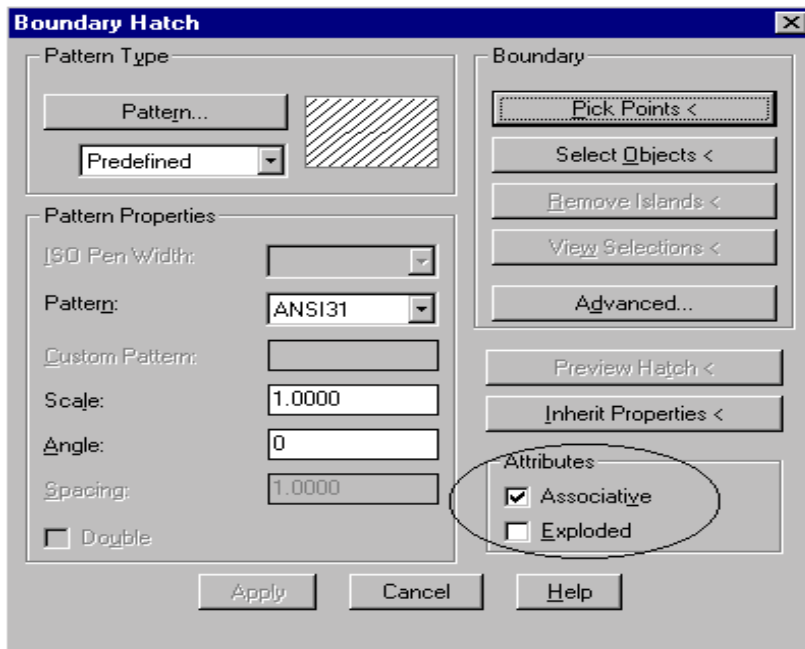 Boundary Hatch
Pattern Type
Pattern...
Predefined
Pattern Properties
ISO Pen Width:
Pattern: ANSI31
Custom Pattern:
Scale: 1.0000
Angle: 0
Spacing: 1.0000
Double
Boundary
Pick Points <
Select Objects <
Remove Islands <
View Selections <
Advanced...
Preview Hatch <
Inherit Properties <
Attributes
Associative
Exploded
Apply Cancel Help